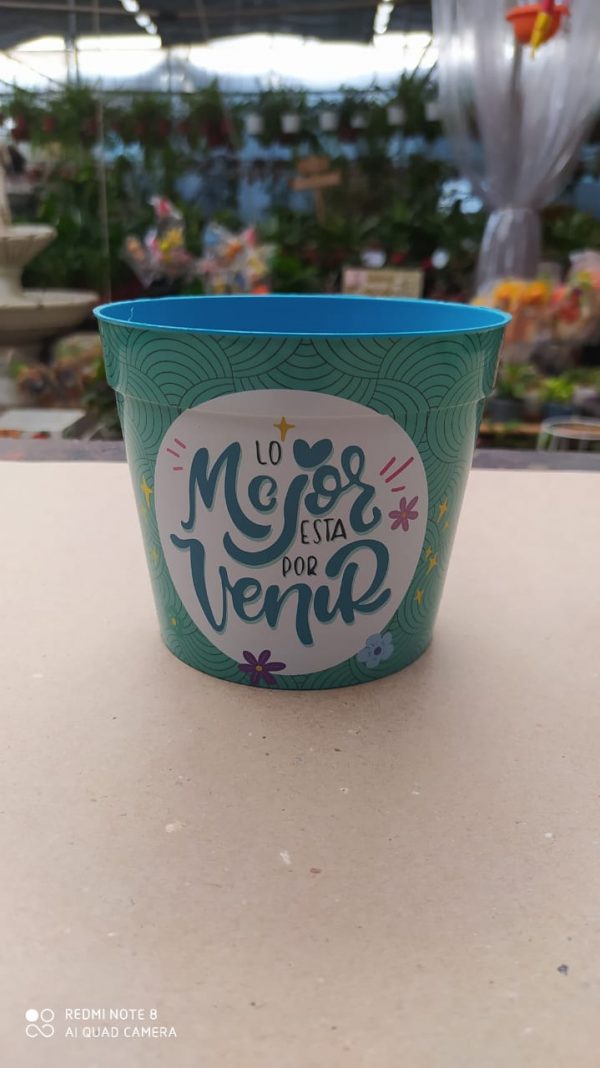 LO
Mejor
ESTA
POR
VeniR
REDMI NOTE 8
AI QUAD CAMERA